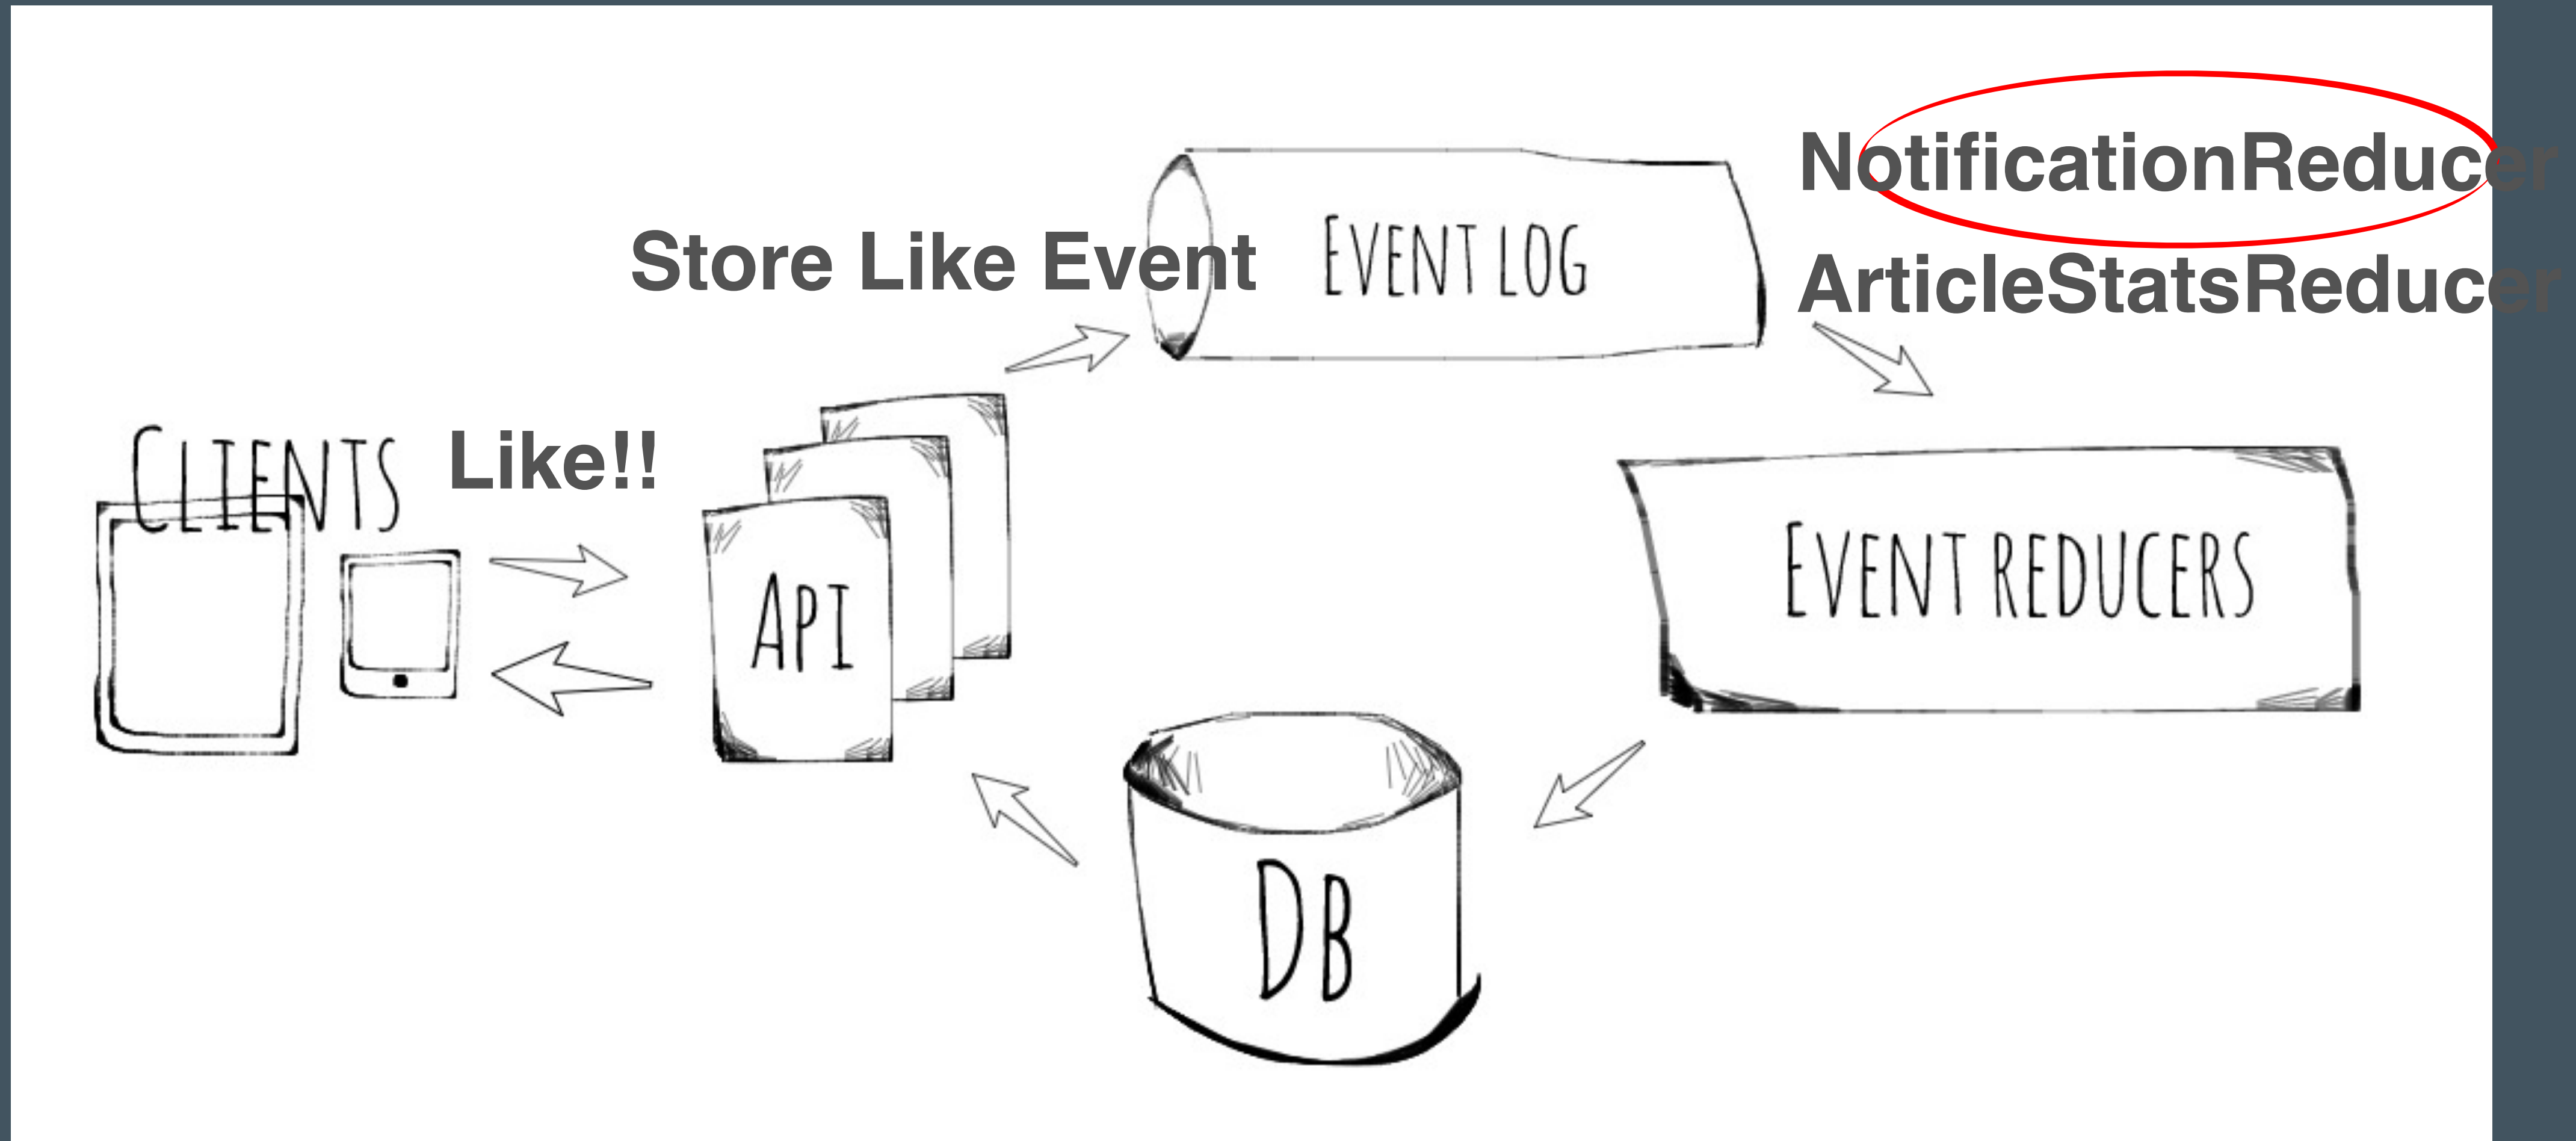 NotificationReducer
Store Like Event
EVENT LOG
ArticleStatsReducer
CLIENTS
Like!!
API
EVENT REDUCERS
DB